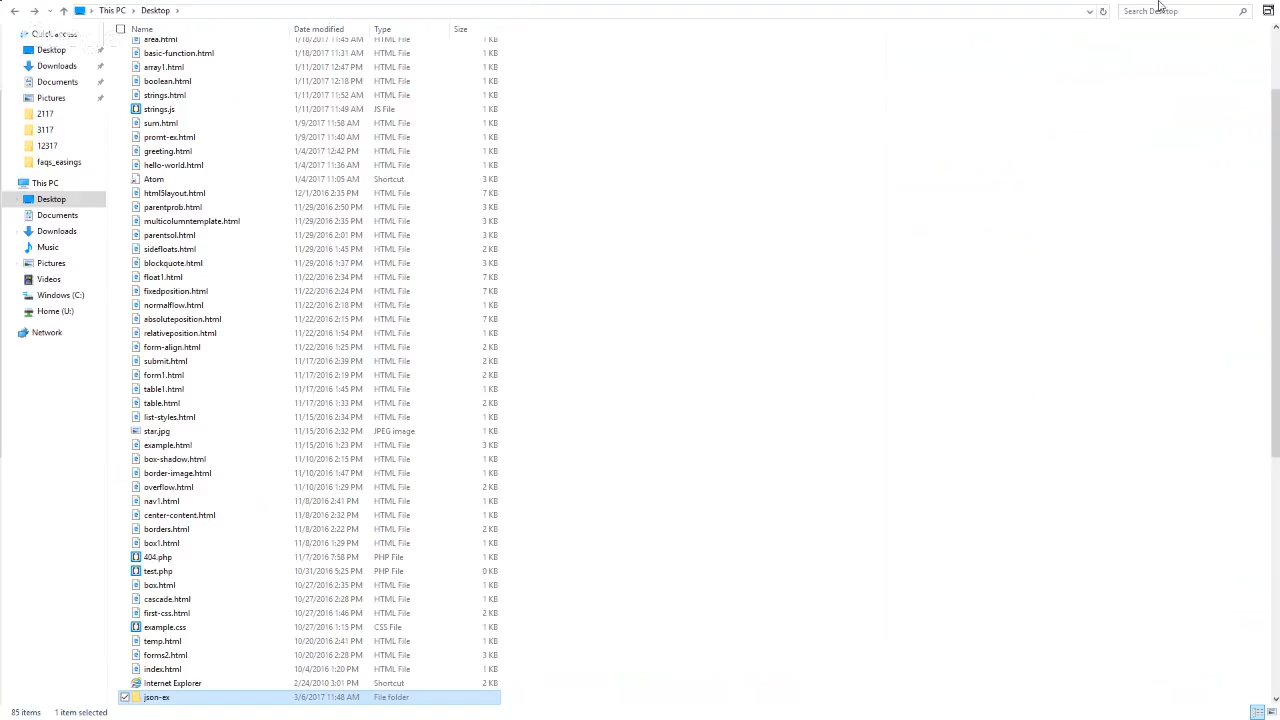 This PC > Desktop >
Search Desktop
Quick access
Desktop
Downloads
Documents
Pictures
2117
3117
12317
faqs_easings
This PC
Desktop
Documents
Downloads
Music
Pictures
Videos
Windows (C:)
Home (U:)
Network
Name Date modified Type Size
area.html 1/18/2017 11:45 AM HTML File 1 KB
basic-function.html 1/18/2017 11:31 AM HTML File 1 KB
array1.html 1/11/2017 12:47 PM HTML File 1 KB
boolean.html 1/11/2017 12:18 PM HTML File 1 KB
strings.html 1/11/2017 11:52 AM HTML File 1 KB
strings.js 1/11/2017 11:49 AM JS File 1 KB
sum.html 1/9/2017 11:58 AM HTML File 1 KB
promt-ex.html 1/9/2017 11:40 AM HTML File 1 KB
greeting.html 1/4/2017 12:42 PM HTML File 1 KB
hello-world.html 1/4/2017 11:36 AM HTML File 1 KB
Atom 1/4/2017 11:05 AM Shortcut 3 KB
html5layout.html 12/1/2016 2:35 PM HTML File 7 KB
parentprob.html 11/29/2016 2:50 PM HTML File 3 KB
multicolumntemplate.html 11/29/2016 2:35 PM HTML File 3 KB
parentsol.html 11/29/2016 2:01 PM HTML File 3 KB
sidefloats.html 11/29/2016 1:45 PM HTML File 2 KB
blockquote.html 11/29/2016 1:37 PM HTML File 3 KB
float1.html 11/22/2016 2:34 PM HTML File 7 KB
fixedposition.html 11/22/2016 2:24 PM HTML File 7 KB
normalflow.html 11/22/2016 2:18 PM HTML File 1 KB
absoluteposition.html 11/22/2016 2:15 PM HTML File 7 KB
relativeposition.html 11/22/2016 1:54 PM HTML File 1 KB
form-align.html 11/22/2016 1:25 PM HTML File 2 KB
submit.html 11/17/2016 2:39 PM HTML File 2 KB
form1.html 11/17/2016 2:19 PM HTML File 2 KB
table1.html 11/17/2016 1:45 PM HTML File 1 KB
table.html 11/17/2016 1:33 PM HTML File 2 KB
list-styles.html 11/15/2016 2:34 PM HTML File 1 KB
star.jpg 11/15/2016 2:32 PM JPEG image 1 KB
example.html 11/15/2016 1:23 PM HTML File 3 KB
box-shadow.html 11/10/2016 2:15 PM HTML File 1 KB
border-image.html 11/10/2016 1:47 PM HTML File 1 KB
overflow.html 11/10/2016 1:29 PM HTML File 2 KB
nav1.html 11/8/2016 2:41 PM HTML File 1 KB
center-content.html 11/8/2016 2:32 PM HTML File 1 KB
borders.html 11/8/2016 2:22 PM HTML File 2 KB
box1.html 11/8/2016 1:29 PM HTML File 1 KB
404.php 11/7/2016 7:58 PM PHP File 1 KB
test.php 10/31/2016 5:25 PM PHP File 0 KB
box.html 10/27/2016 2:35 PM HTML File 1 KB
cascade.html 10/27/2016 2:28 PM HTML File 1 KB
first-css.html 10/27/2016 1:46 PM HTML File 2 KB
example.css 10/27/2016 1:15 PM CSS File 1 KB
temp.html 10/20/2016 2:41 PM HTML File 1 KB
forms2.html 10/20/2016 2:28 PM HTML File 3 KB
index.html 10/4/2016 1:20 PM HTML File 1 KB
Internet Explorer 2/24/2010 3:01 PM Shortcut 2 KB
json-ex 3/6/2017 11:48 AM File folder
85 items 1 item selected